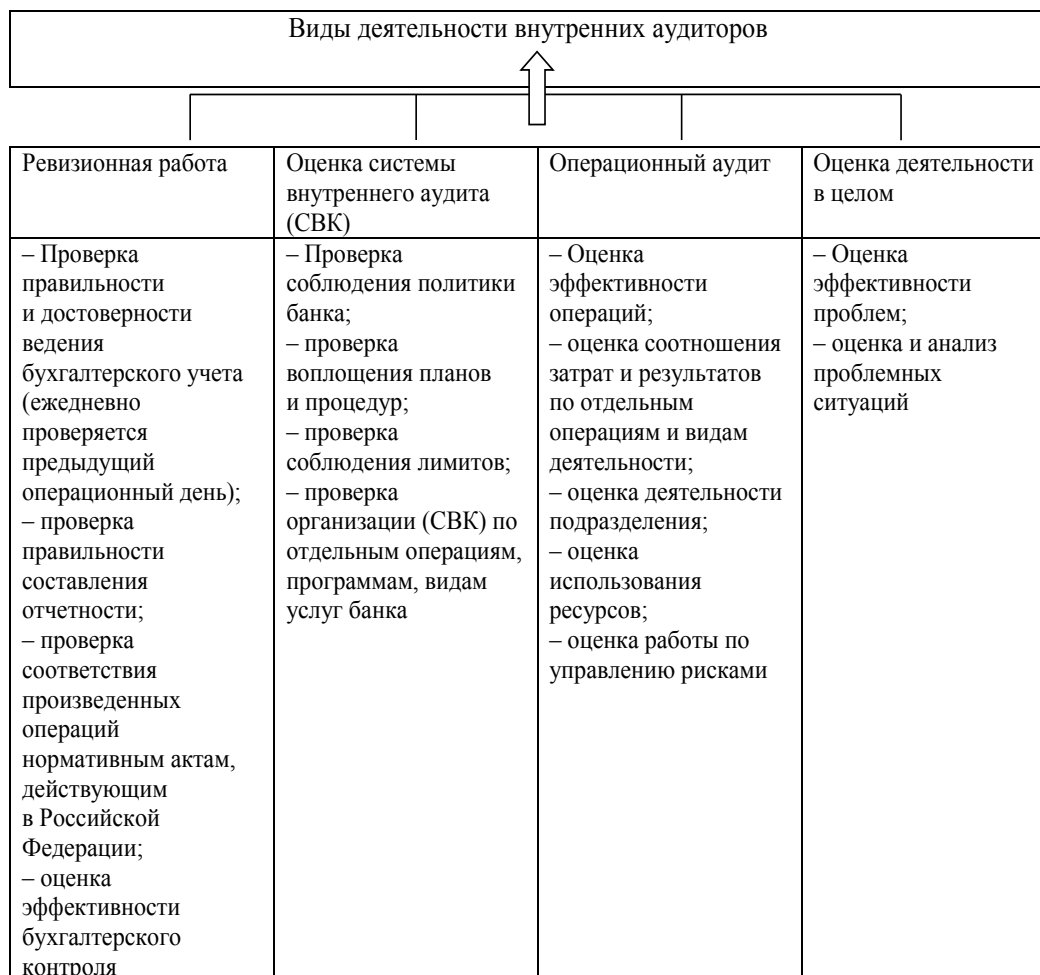 Виды деятельности внутренних аудиторов
Ревизионная работа
Оценка системы
внутреннего аудита
(СВК)
Операционный аудит
Оценка деятельности
в целом
– Проверка
правильности
и достоверности
ведения
бухгалтерского учета
(ежедневно
проверяется
предыдущий
операционный день);
– проверка
правильности
составления
отчетности;
– проверка
соответствия
произведенных
операций
нормативным актам,
действующим
в Российской
Федерации;
– оценка
эффективности
бухгалтерского
контроля
– Проверка
соблюдения политики
банка;
– проверка
воплощения планов
и процедур;
– проверка
соблюдения лимитов;
– проверка
организации (СВК) по
отдельным операциям,
программам, видам
услуг банка
– Оценка
эффективности
операций;
– оценка соотношения
затрат и результатов
по отдельным
операциям и видам
деятельности;
– оценка деятельности
подразделения;
– оценка
использования
ресурсов;
– оценка работы по
управлению рисками
– Оценка
эффективности
проблем;
– оценка и анализ
проблемных
ситуаций